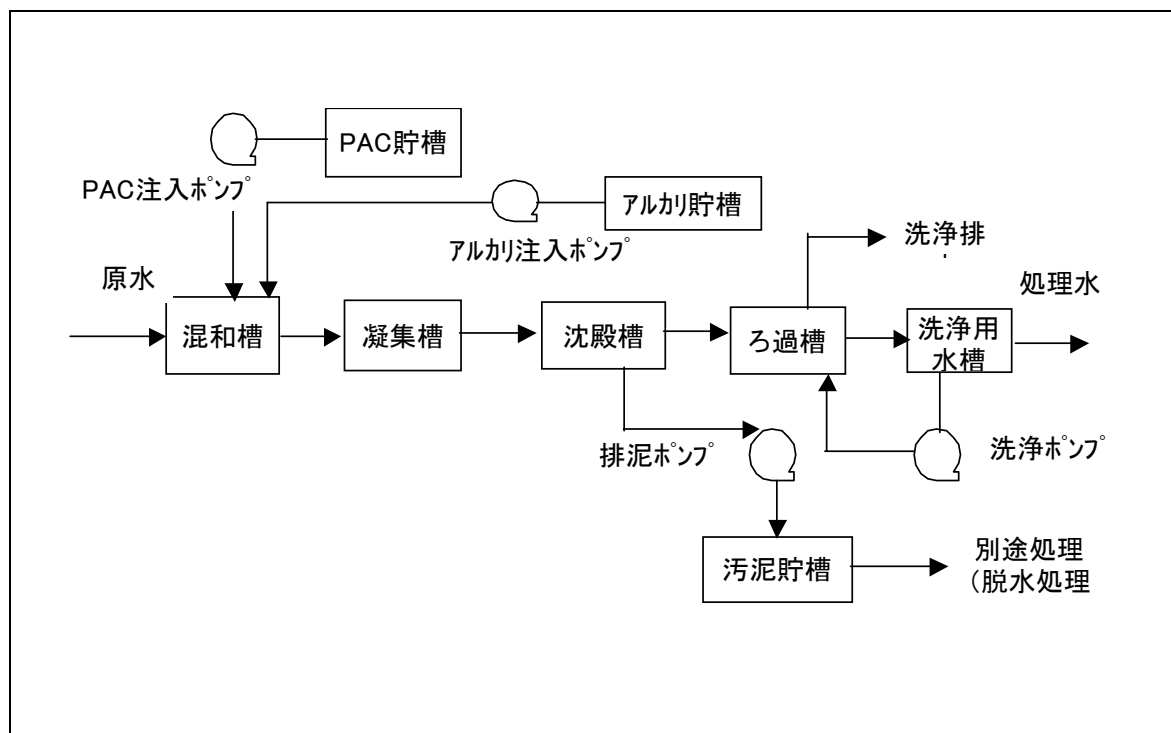 PAC貯槽
PAC注入ﾎﾟﾝﾌﾟ
アルカリ貯槽
アルカリ注入ﾎﾟﾝﾌﾟ
洗浄排
原水
処理水
混和槽
凝集槽
沈殿槽
ろ過槽
洗浄用
水槽
排泥ﾎﾟﾝﾌﾟ
洗浄ﾎﾟﾝﾌﾟ
汚泥貯槽
別途処理
（脱水処理